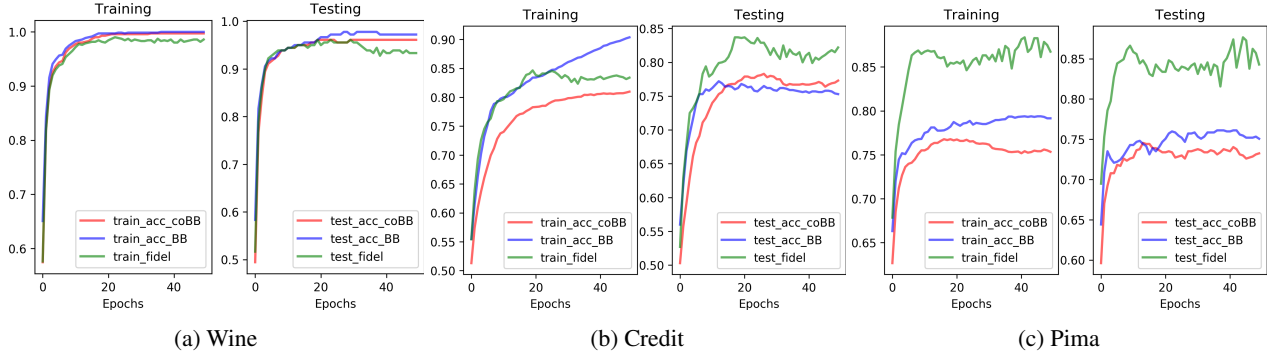 Training
1.0
0.9
0.8
0.7
0.6
train_acc_coBB
train_acc_BB
train_fidel
0 20 40
Epochs
Testing
1.0
0.9
0.8
0.7
0.6
0.5
test_acc_coBB
test_acc_BB
test_fidel
0 20 40
Epochs
(a) Wine
Training
0.90
0.85
0.80
0.75
0.70
0.65
0.60
0.55
0.50
train_acc_coBB
train_acc_BB
train_fidel
0 20 40
Epochs
Testing
0.85
0.80
0.75
0.70
0.65
0.60
0.55
0.50
test_acc_coBB
test_acc_BB
test_fidel
0 20 40
Epochs
(b) Credit
Training
0.85
0.80
0.75
0.70
0.65
train_acc_coBB
train_acc_BB
train_fidel
0 20 40
Epochs
Testing
0.85
0.80
0.75
0.70
0.65
0.60
test_acc_coBB
test_acc_BB
test_fidel
0 20 40
Epochs
(c) Pima